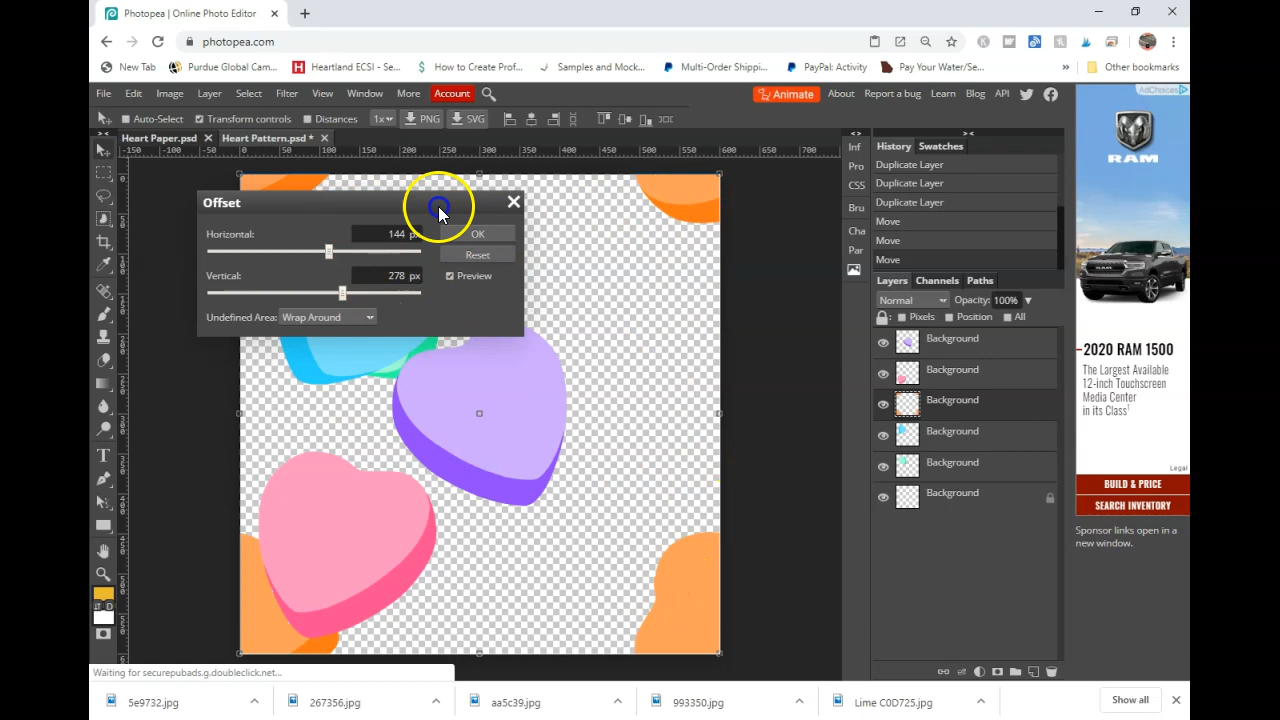 Photopea | Online Photo Editor
photopea.com
New Tab Purdue Global Cam... Heartland ECSI - Se... How to Create Prof... Samples and Mock... Multi-Order Shippi... PayPal: Activity Pay Your Water/Se... » Other bookmarks
File Edit Image Layer Select Filter View Window More Account Animate About Report a bug Learn Blog API
AdChoices
Auto-Select Transform controls Distances 1x PNG SVG
Heart Paper.psd Heart Pattern.psd *
-150 -100 -50 0 50 100 150 200 250 300 350 400 450 500 550 600 650 700
Inf
Pro
CSS
Bru
Cha
Par
History Swatches
Duplicate Layer
Duplicate Layer
Duplicate Layer
Move
Move
Move
Offset
Horizontal: 144 px OK
Reset
Vertical: 278 px Preview
Undefined Area: Wrap Around
Layers Channels Paths
Normal Opacity: 100%
Pixels Position All
Background
Background
Background
Background
Background
Background
RAM
2020 RAM 1500
The Largest Available
12-inch Touchscreen
Media Center
in its Class†
Legal
BUILD & PRICE
SEARCH INVENTORY
Sponsor links open in a
new window.
Waiting for securepubads.g.doubleclick.net...
5e9732.jpg 267356.jpg aa5c39.jpg 993350.jpg Lime C0D725.jpg Show all